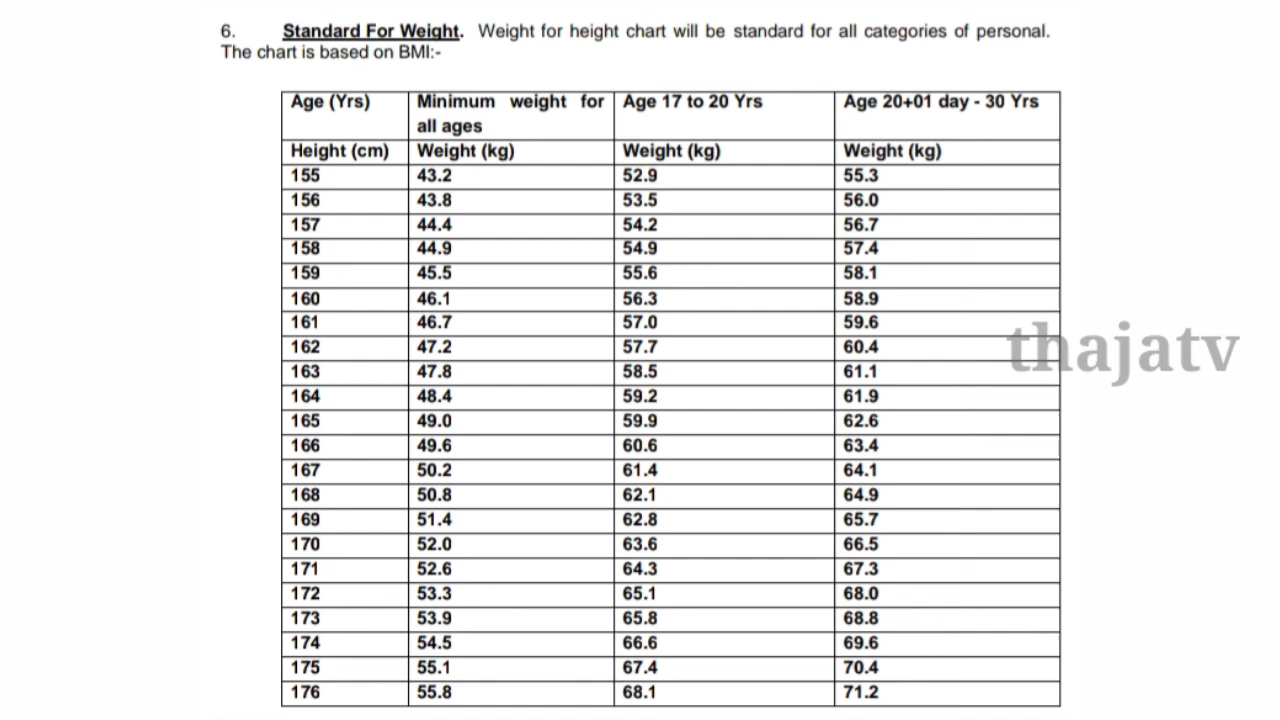 6. Standard For Weight. Weight for height chart will be standard for all categories of personal.
The chart is based on BMI:-
Age (Yrs) Minimum weight for all ages Age 17 to 20 Yrs Age 20+01 day - 30 Yrs
Height (cm) Weight (kg) Weight (kg) Weight (kg)
155 43.2 52.9 55.3
156 43.8 53.5 56.0
157 44.4 54.2 56.7
158 44.9 54.9 57.4
159 45.5 55.6 58.1
160 46.1 56.3 58.9
161 46.7 57.0 59.6
162 47.2 57.7 60.4
163 47.8 58.5 61.1
164 48.4 59.2 61.9
165 49.0 59.9 62.6
166 49.6 60.6 63.4
167 50.2 61.4 64.1
168 50.8 62.1 64.9
169 51.4 62.8 65.7
170 52.0 63.6 66.5
171 52.6 64.3 67.3
172 53.3 65.1 68.0
173 53.9 65.8 68.8
174 54.5 66.6 69.6
175 55.1 67.4 70.4
176 55.8 68.1 71.2
thajatv